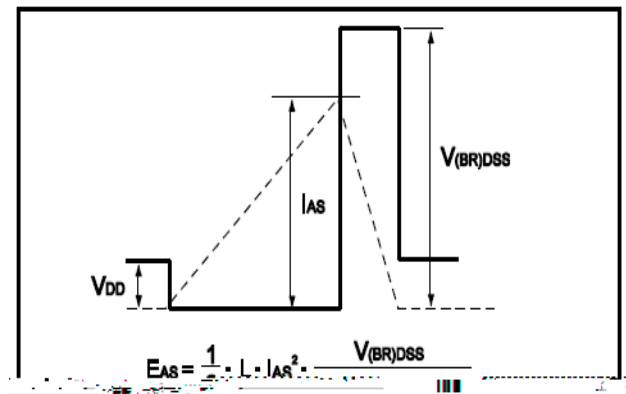 V(BR)DSS
IAS
VDD
EAS = 1 · L · IAS² · V(BR)DSS